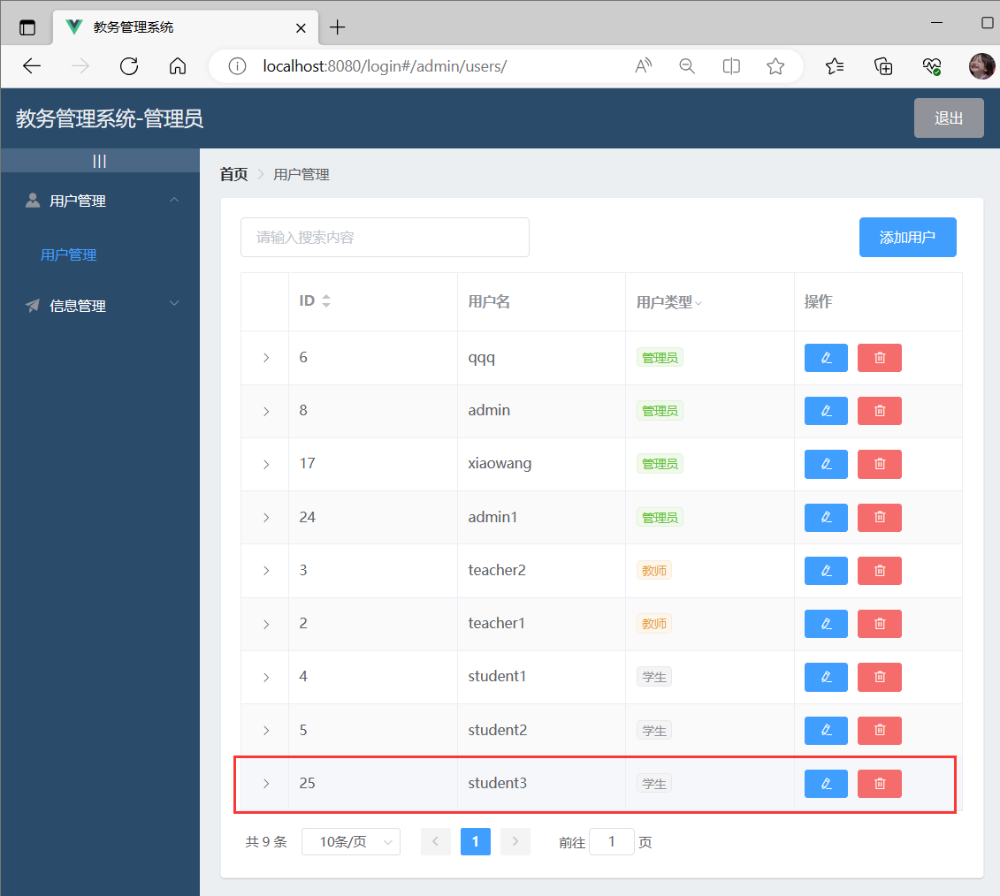 教务管理系统
localhost:8080/login#/admin/users/
教务管理系统-管理员
退出
|||
用户管理
用户管理
信息管理
首页 > 用户管理
请输入搜索内容
添加用户
ID 用户名 用户类型 操作
6 qqq 管理员
8 admin 管理员
17 xiaowang 管理员
24 admin1 管理员
3 teacher2 教师
2 teacher1 教师
4 student1 学生
5 student2 学生
25 student3 学生
共 9 条 10条/页 < 1 > 前往 1 页